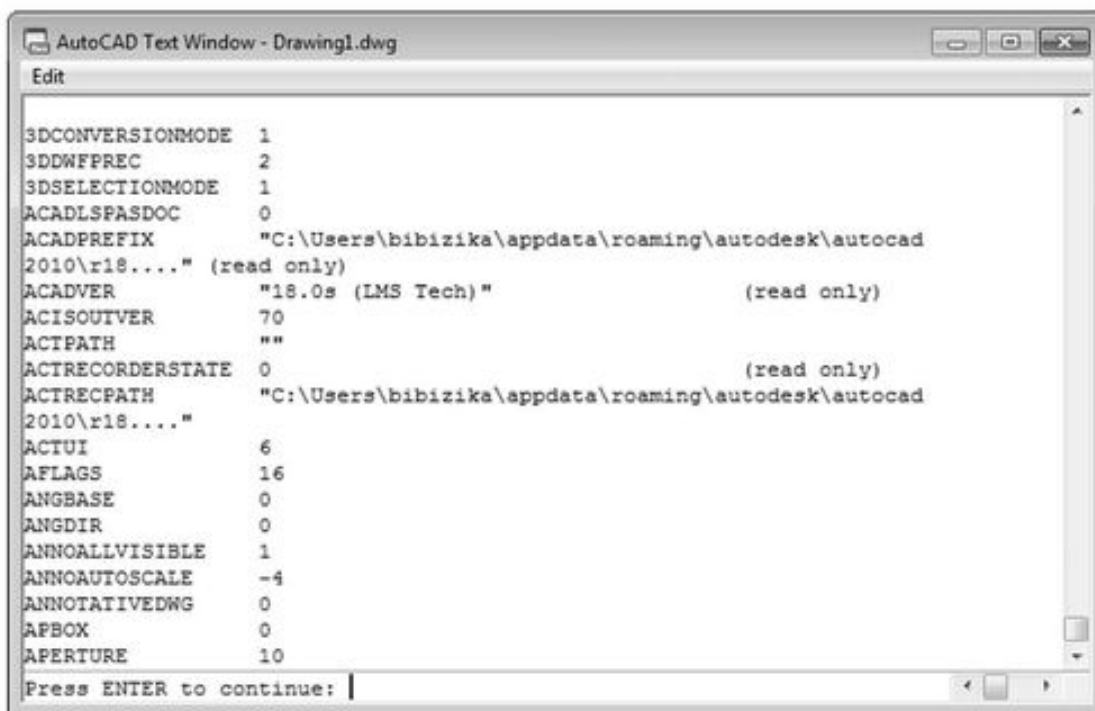 AutoCAD Text Window - Drawing1.dwg
Edit
3DCONVERSIONMODE 1
3DDWFPREC 2
3DSELECTIONMODE 1
ACADLSPASDOC 0
ACADPREFIX "C:\Users\bibizika\appdata\roaming\autodesk\autocad
2010\r18...." (read only)
ACADVER "18.0s (LMS Tech)" (read only)
ACISOUTVER 70
ACTPATH ""
ACTRECORDERSTATE 0 (read only)
ACTRECPATH "C:\Users\bibizika\appdata\roaming\autodesk\autocad
2010\r18...."
ACTUI 6
AFLAGS 16
ANGBASE 0
ANGDIR 0
ANNOALLVISIBLE 1
ANNOAUTOSCALE -4
ANNOTATIVEDWG 0
APBOX 0
APERTURE 10
Press ENTER to continue: